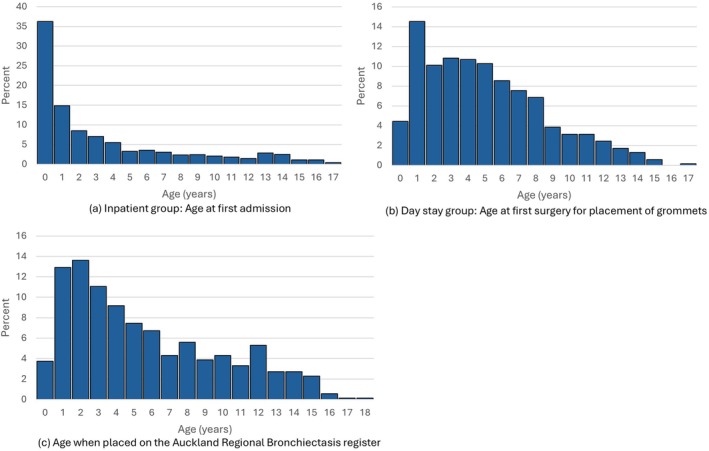 40
35
30
25
20
15
10
5
0
Percent
0 1 2 3 4 5 6 7 8 9 10 11 12 13 14 15 16 17
Age (years)
(a) Inpatient group: Age at first admission
16
14
12
10
8
6
4
2
0
Percent
0 1 2 3 4 5 6 7 8 9 10 11 12 13 14 15 16 17
Age (years)
(b) Day stay group: Age at first surgery for placement of grommets
16
14
12
10
8
6
4
2
0
Percent
0 1 2 3 4 5 6 7 8 9 10 11 12 13 14 15 16 17 18
Age (years)
(c) Age when placed on the Auckland Regional Bronchiectasis register